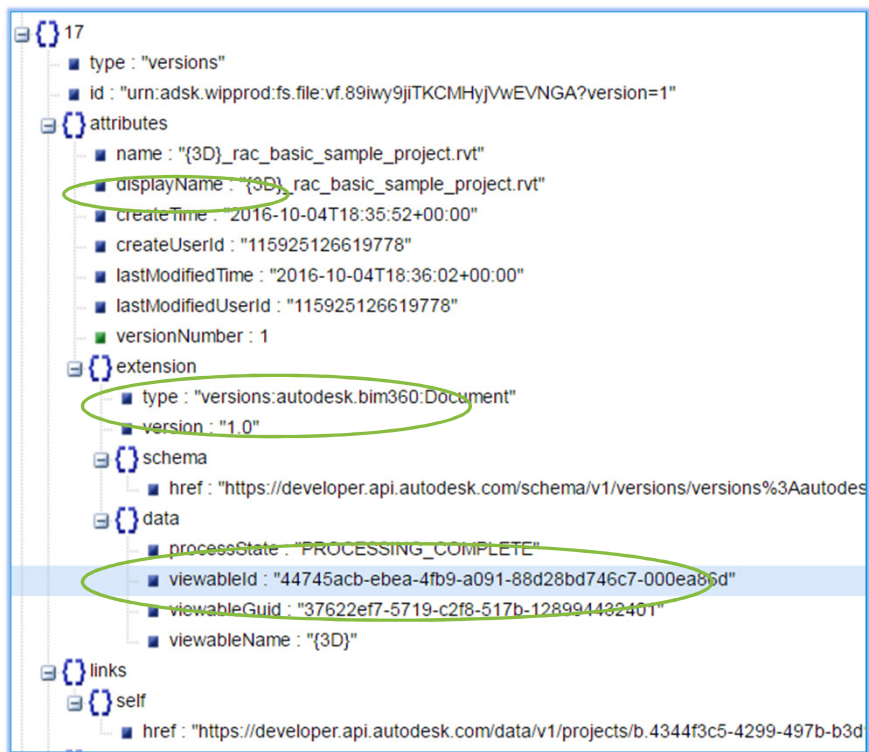 17
type : "versions"
id : "urn:adsk.wipprod:fs.file:vf.89iwy9jiTKCMHyjVwEVNGA?version=1"
attributes
name : "{3D}_rac_basic_sample_project.rvt"
displayName : "{3D}_rac_basic_sample_project.rvt"
createTime : "2016-10-04T18:35:52+00:00"
createUserId : "115925126619778"
lastModifiedTime : "2016-10-04T18:36:02+00:00"
lastModifiedUserId : "115925126619778"
versionNumber : 1
extension
type : "versions:autodesk.bim360:Document"
version : "1.0"
schema
href : "https://developer.api.autodesk.com/schema/v1/versions/versions%3Aautodes
data
processState : "PROCESSING_COMPLETE"
viewableId : "44745acb-ebea-4fb9-a091-88d28bd746c7-000ea86d"
viewableGuid : "37622ef7-5719-c2f8-517b-128994432401"
viewableName : "{3D}"
links
self
href : "https://developer.api.autodesk.com/data/v1/projects/b.4344f3c5-4299-497b-b3d